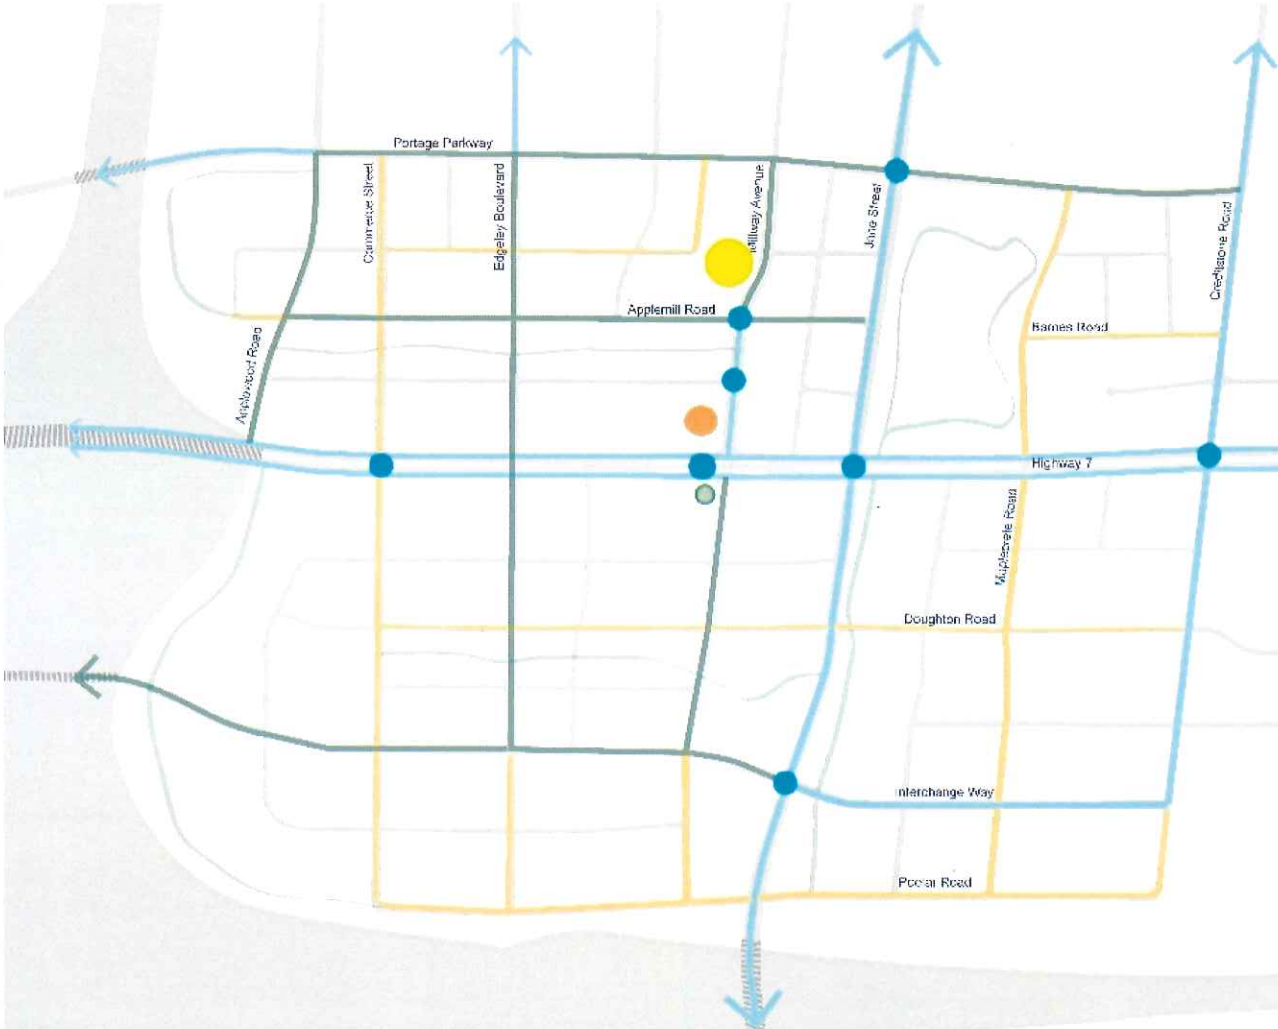 Portage Parkway
Commerce Street
Edgeley Boulevard
Millway Avenue
Jane Street
Creditstone Road
Applemill Road
Barnes Road
Applewood Road
Highway 7
Maplecrete Road
Doughton Road
Interchange Way
Peelar Road